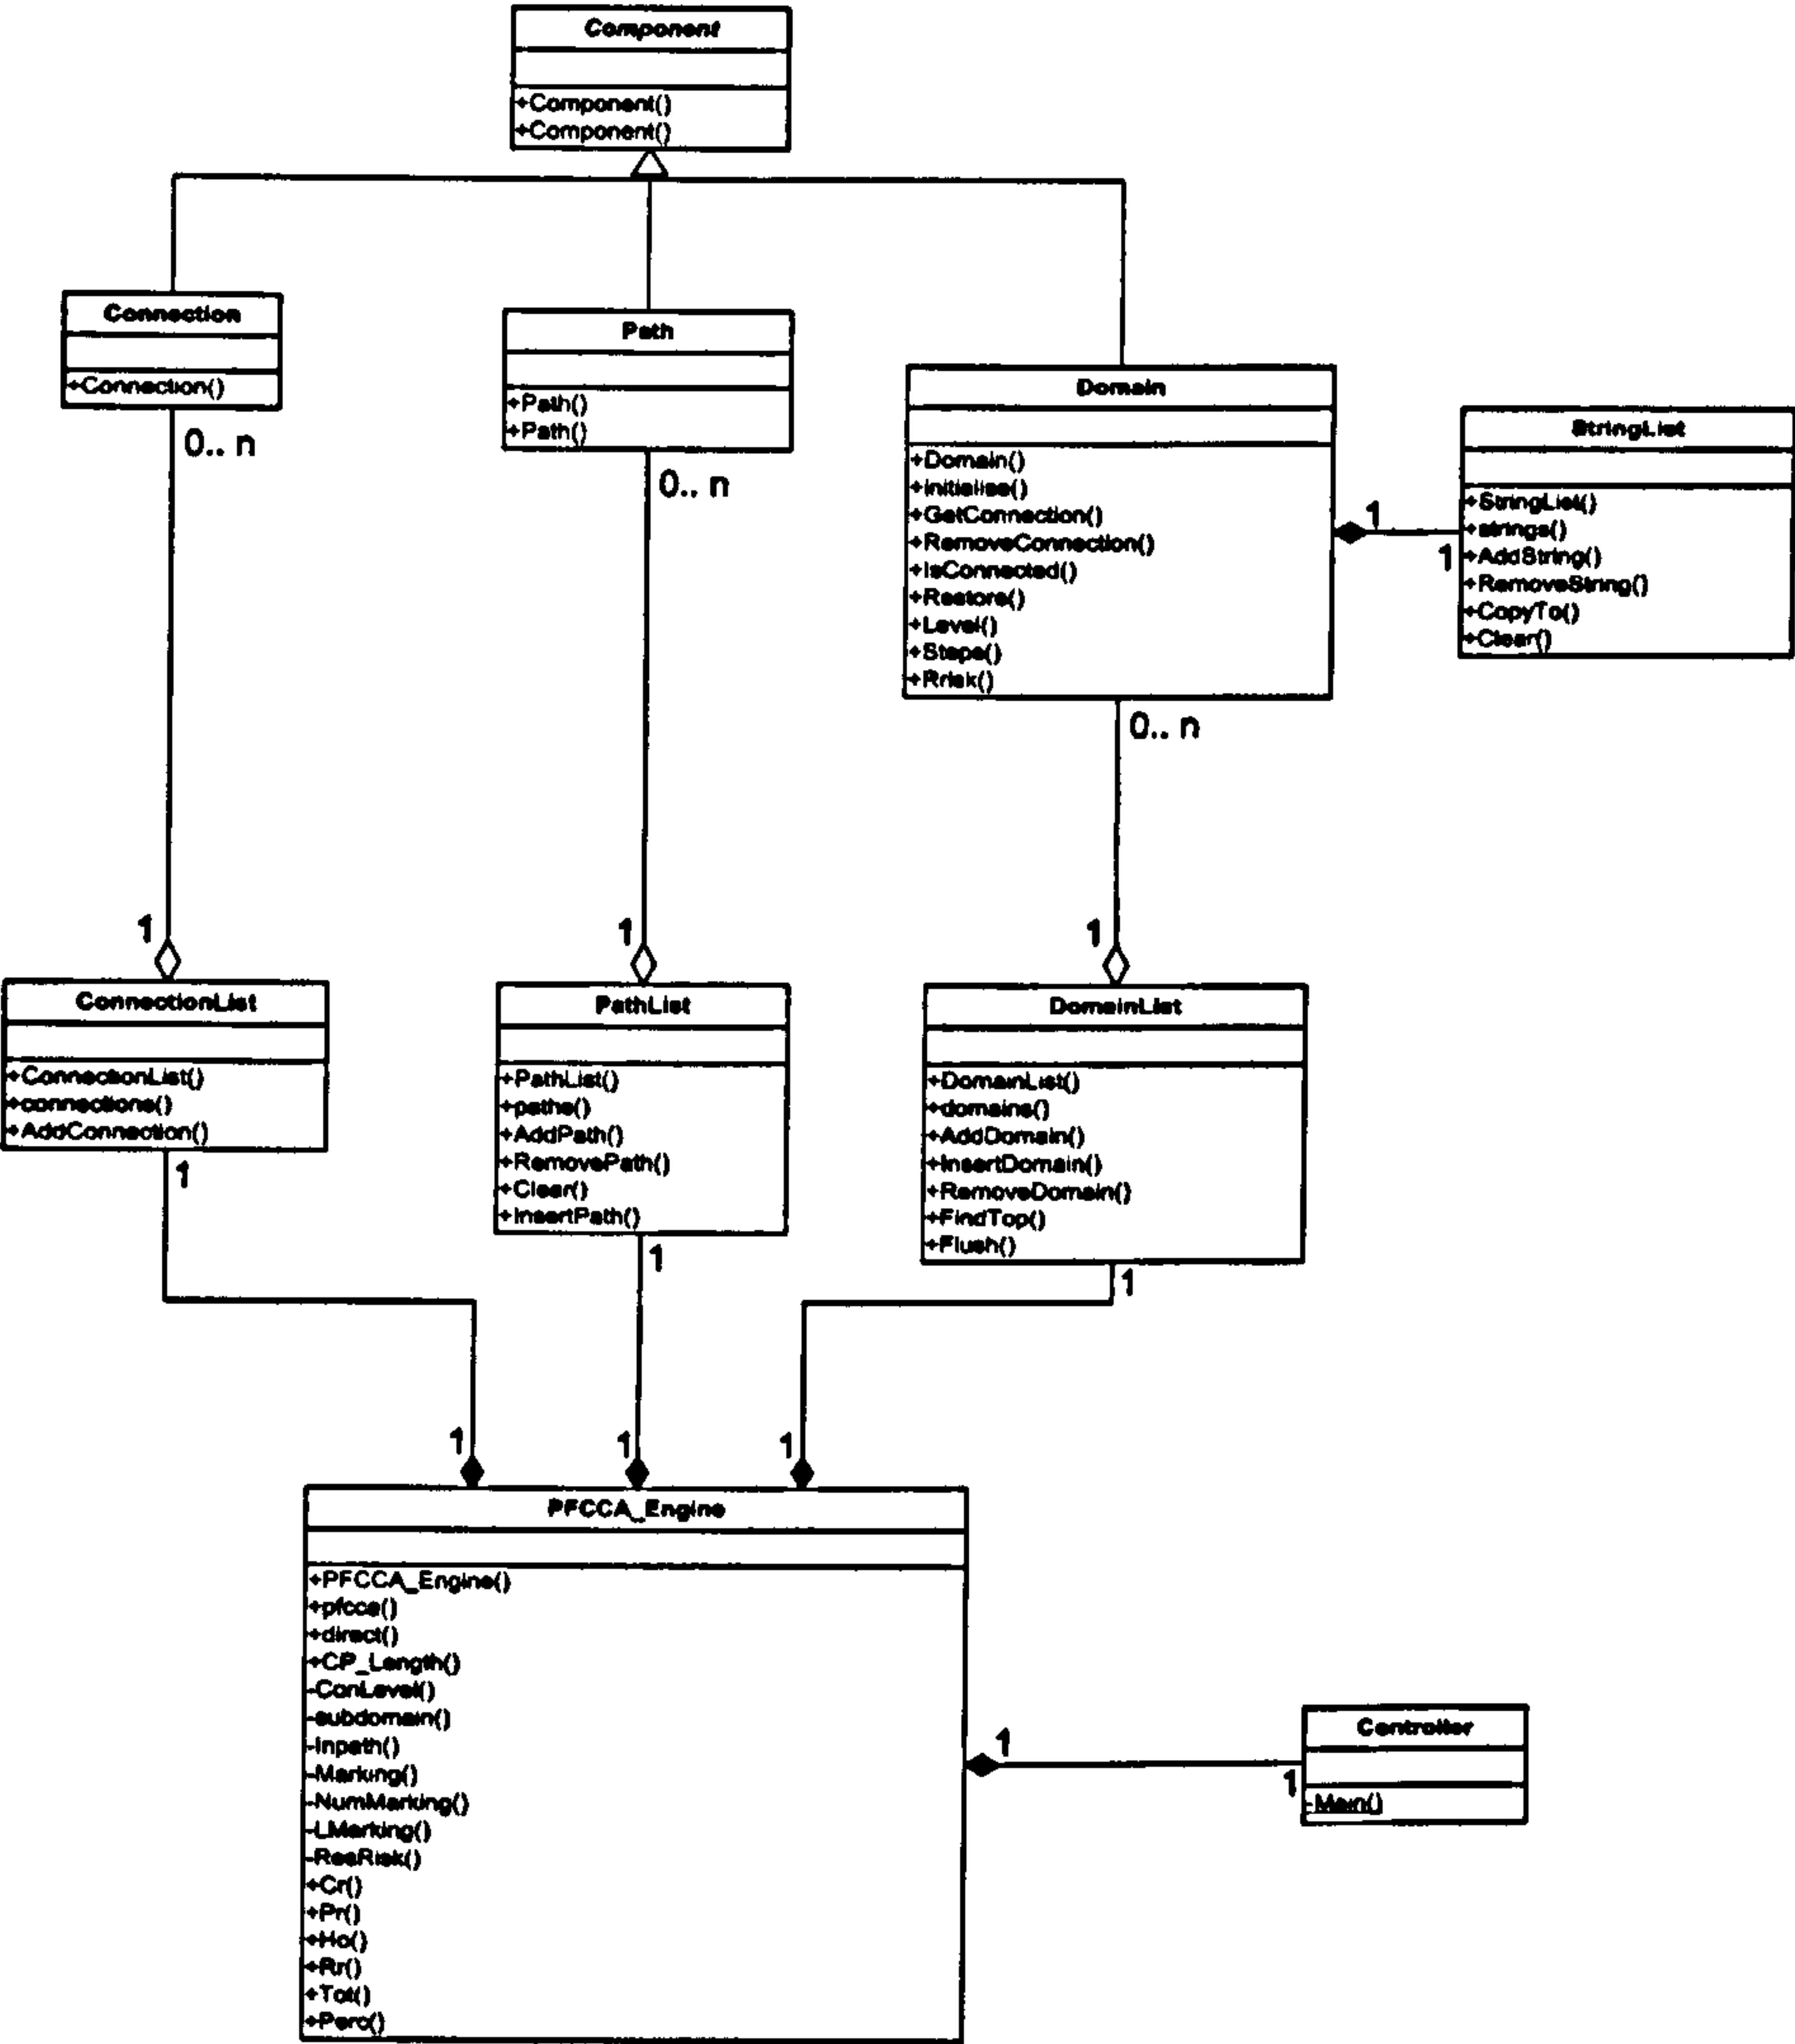 Component
+Component()
+Component()
Connection
+Connection()
0.. n
Path
+Path()
+Path()
0.. n
Domain
+Domain()
+initialise()
+GetConnection()
+RemoveConnection()
+IsConnected()
+Restore()
+Level()
+Steps()
+Rrisk()
0.. n
1
1
StringList
+StringList()
+strings()
+AddString()
+RemoveString()
+CopyTo()
+Clear()
1
ConnectionList
+ConnectionList()
+connections()
+AddConnection()
1
1
PathList
+PathList()
+paths()
+AddPath()
+RemovePath()
+Clear()
+InsertPath()
1
1
DomainList
+DomainList()
+domains()
+AddDomain()
+InsertDomain()
+RemoveDomain()
+FindTop()
+Flush()
1
1
1
1
PFCCA_Engine
+PFCCA_Engine()
+pfcca()
+direct()
+CP_Length()
-ConLevel()
-subdomain()
-Inpath()
-Marking()
-NumMarking()
-LMarking()
-ResRisk()
+Cr()
+Pr()
+Ho()
+Rr()
+Tot()
+Perc()
1
1
Controller
-Main()